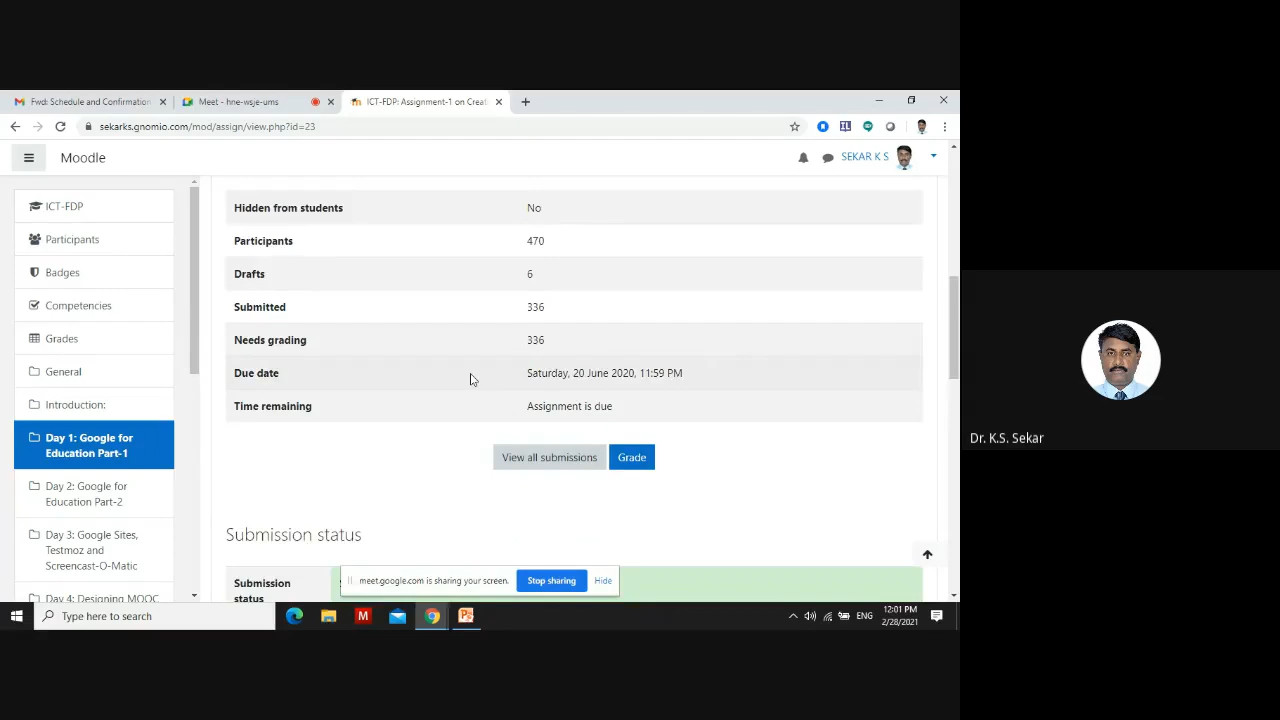 Fwd: Schedule and Confirmation
Meet - hne-wsje-ums
ICT-FDP: Assignment-1 on Creat
sekarks.gnomio.com/mod/assign/view.php?id=23
IL
Moodle
SEKAR K S
ICT-FDP
Participants
Badges
Competencies
Grades
General
Introduction:
Day 1: Google for
Education Part-1
Day 2: Google for
Education Part-2
Day 3: Google Sites,
Testmoz and
Screencast-O-Matic
Day 4: Designing MOOC
Hidden from students No
Participants 470
Drafts 6
Submitted 336
Needs grading 336
Due date Saturday, 20 June 2020, 11:59 PM
Time remaining Assignment is due
View all submissions Grade
Submission status
Submission
status
meet.google.com is sharing your screen. Stop sharing Hide
Type here to search
M
ENG
12:01 PM
2/28/2021
Dr. K.S. Sekar